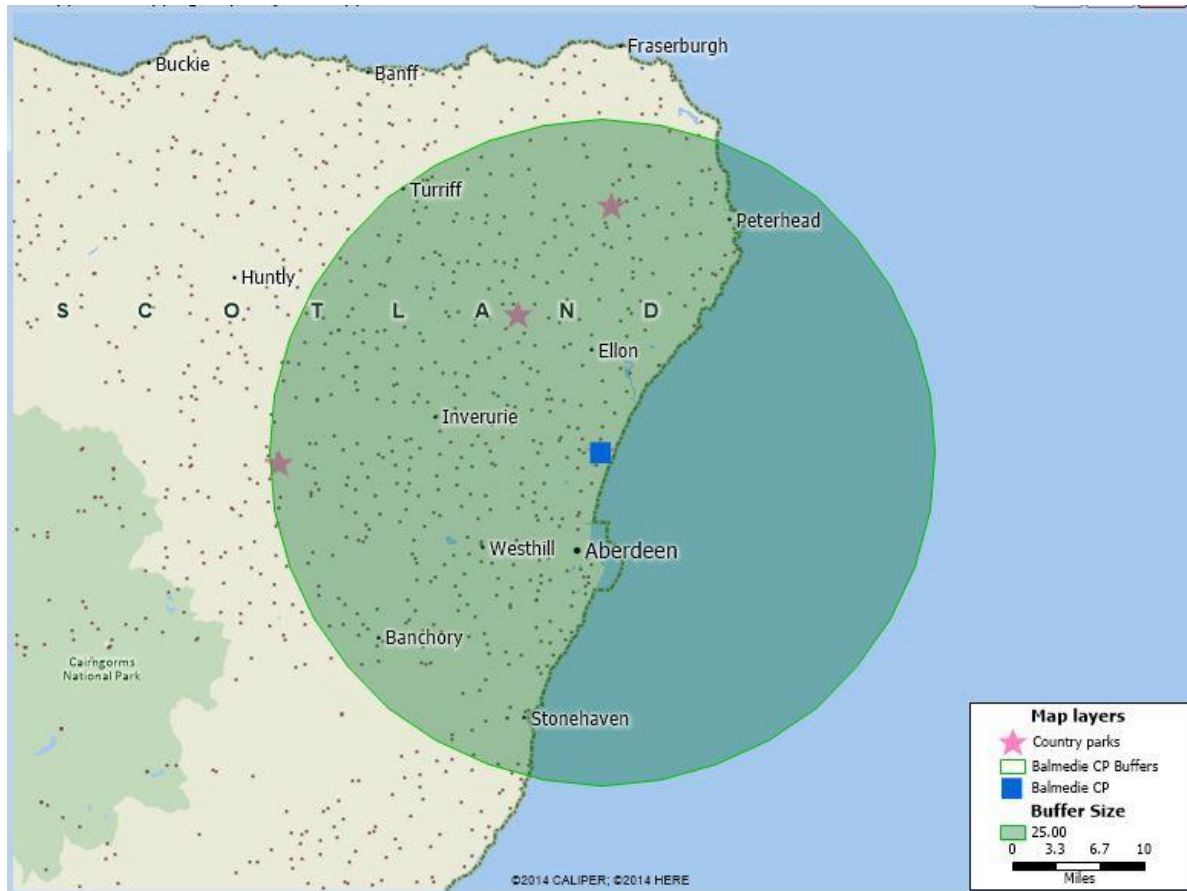 Fraserburgh
Buckie
Banff
Turriff
Peterhead
Huntly
S C O T L A N D
Ellon
Inverurie
Westhill
Aberdeen
Banchory
Cairngorms
National Park
Stonehaven
Map layers
Country parks
Balmedie CP Buffers
Balmedie CP
Buffer Size
25.00
0 3.3 6.7 10
Miles
©2014 CALIPER; ©2014 HERE